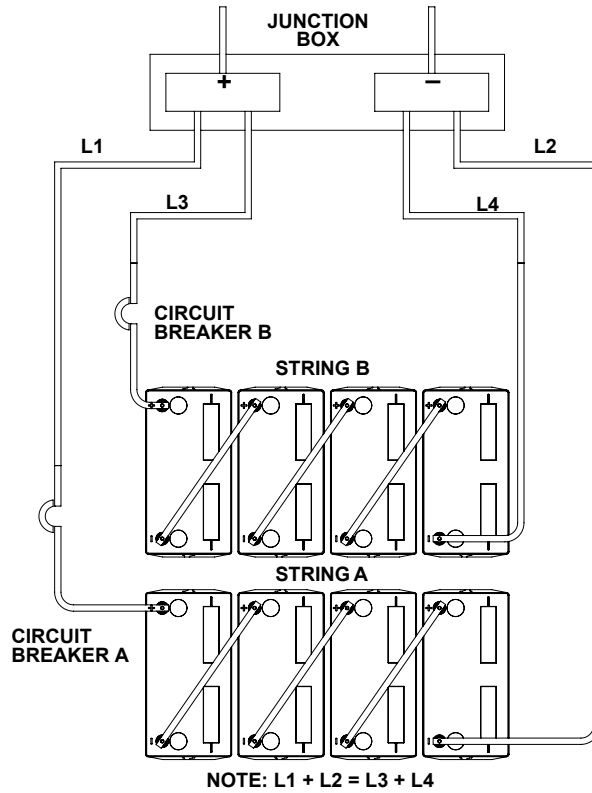 JUNCTION
BOX
+
−
L1
L2
L3
L4
CIRCUIT
BREAKER B
STRING B
+ + + +
− − − −
STRING A
+ + + +
− − − −
CIRCUIT
BREAKER A
NOTE: L1 + L2 = L3 + L4